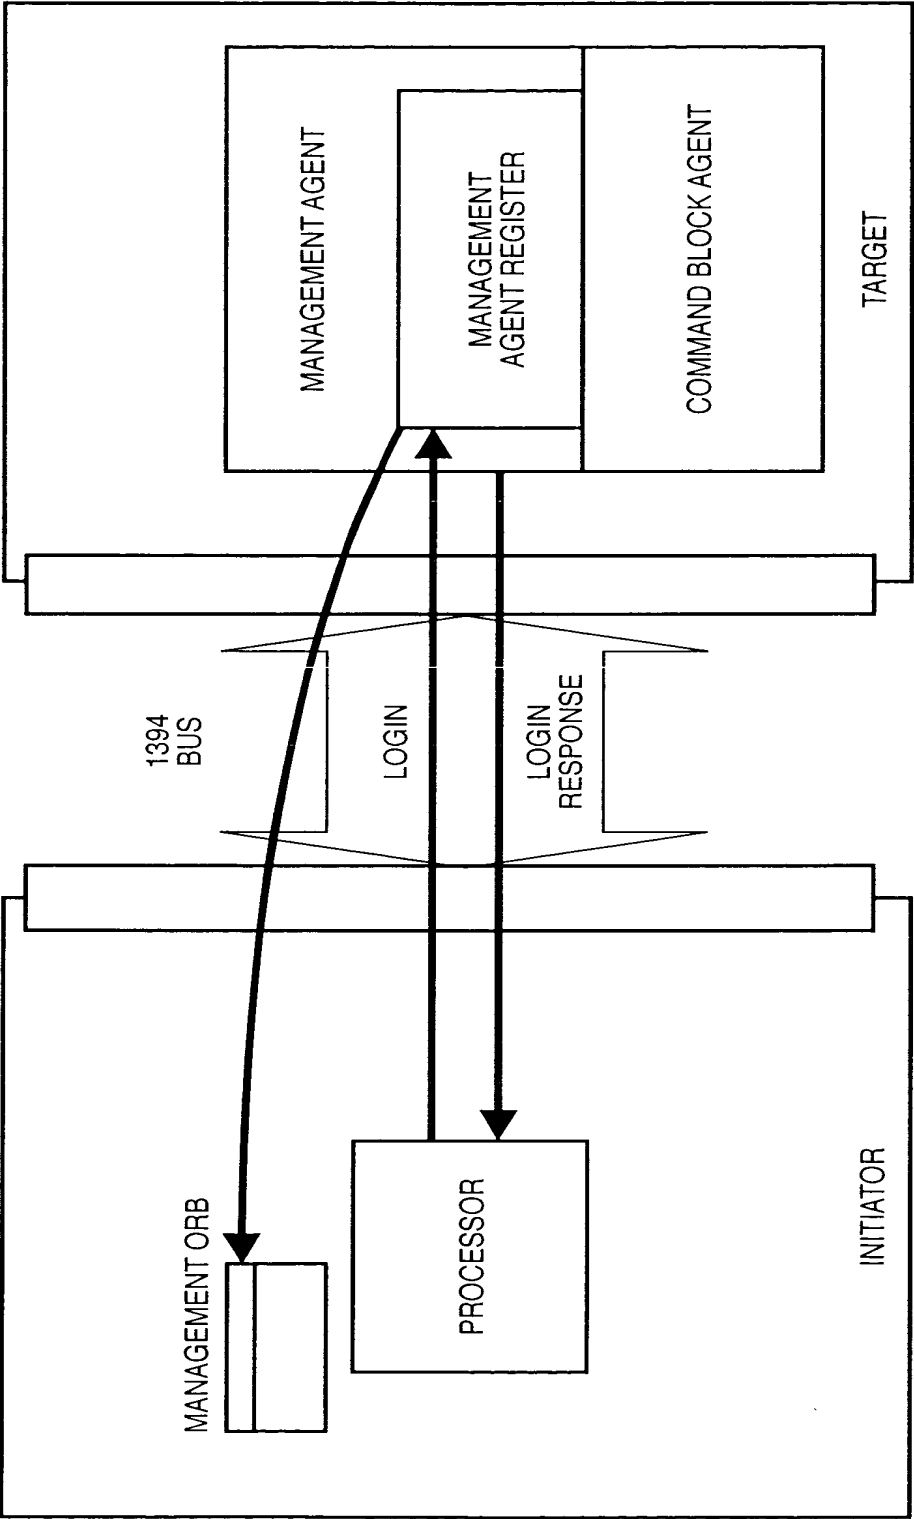 MANAGEMENT ORB
PROCESSOR
INITIATOR
1394
BUS
LOGIN
LOGIN
RESPONSE
MANAGEMENT AGENT
MANAGEMENT
AGENT REGISTER
COMMAND BLOCK AGENT
TARGET